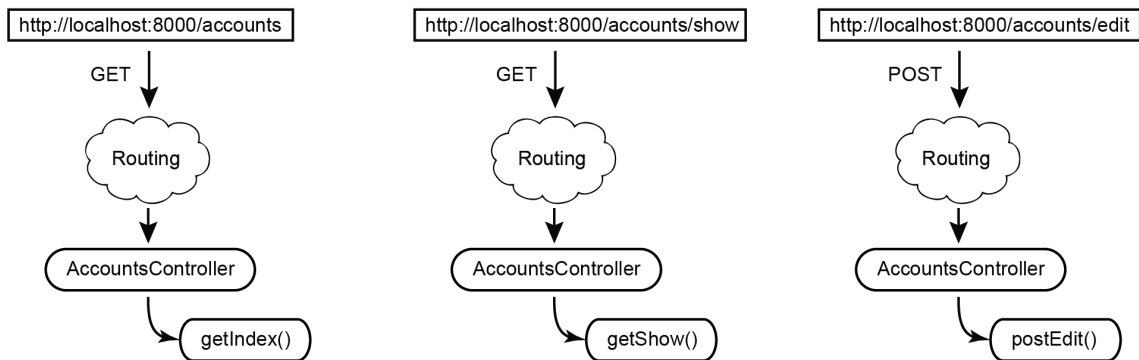 http://localhost:8000/accounts
GET
Routing
AccountsController
getIndex()
http://localhost:8000/accounts/show
GET
Routing
AccountsController
getShow()
http://localhost:8000/accounts/edit
POST
Routing
AccountsController
postEdit()